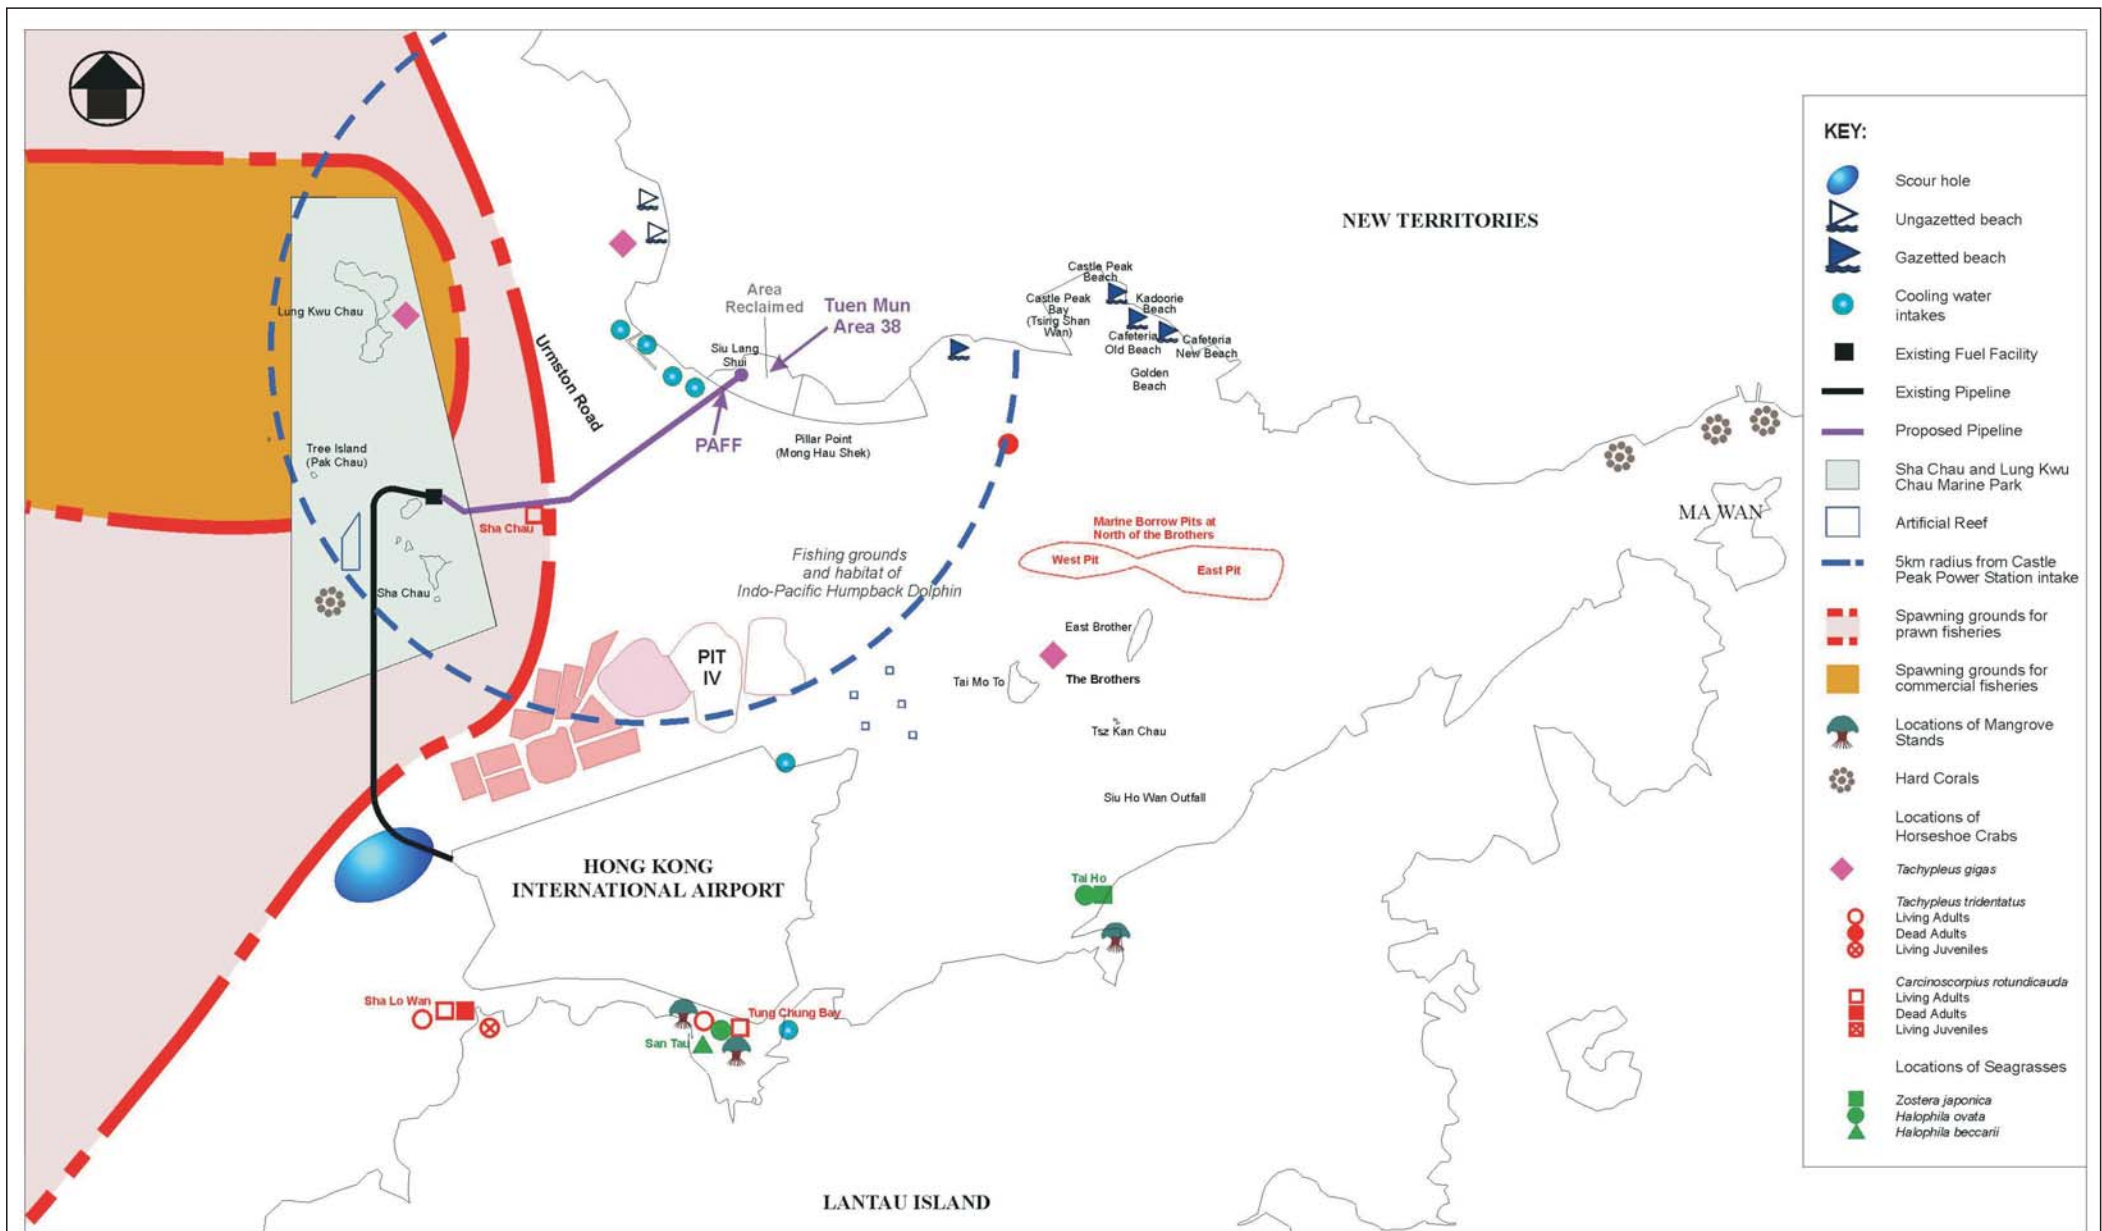 NEW TERRITORIES
Castle Peak
Beach
Castle Peak
Bay
(Tsirig Shan
Wan)
Kadoorie
Beach
Cafeteria
Old Beach
Cafeteria
New Beach
Golden
Beach
Area
Reclaimed
Tuen Mun
Area 38
Siu Lang
Shui
Lung Kwu Chau
Urmston Road
PAFF
Pillar Point
(Mong Hau Shek)
Tree Island
(Pak Chau)
Sha Chau
Sha Chau
MA WAN
Marine Borrow Pits at
North of the Brothers
West Pit
East Pit
Fishing grounds
and habitat of
Indo-Pacific Humpback Dolphin
East Brother
PIT
IV
Tai Mo To
The Brothers
Tsz Kan Chau
Siu Ho Wan Outfall
HONG KONG
INTERNATIONAL AIRPORT
Tai Ho
Sha Lo Wan
Tung Chung Bay
San Tau
LANTAU ISLAND
KEY:
Scour hole
Ungazetted beach
Gazetted beach
Cooling water
intakes
Existing Fuel Facility
Existing Pipeline
Proposed Pipeline
Sha Chau and Lung Kwu
Chau Marine Park
Artificial Reef
5km radius from Castle
Peak Power Station intake
Spawning grounds for
prawn fisheries
Spawning grounds for
commercial fisheries
Locations of Mangrove
Stands
Hard Corals
Locations of
Horseshoe Crabs
Tachypleus gigas
Tachypleus tridentatus
Living Adults
Dead Adults
Living Juveniles
Carcinoscorpius rotundicauda
Living Adults
Dead Adults
Living Juveniles
Locations of Seagrasses
Zostera japonica
Halophila ovata
Halophila beccarii